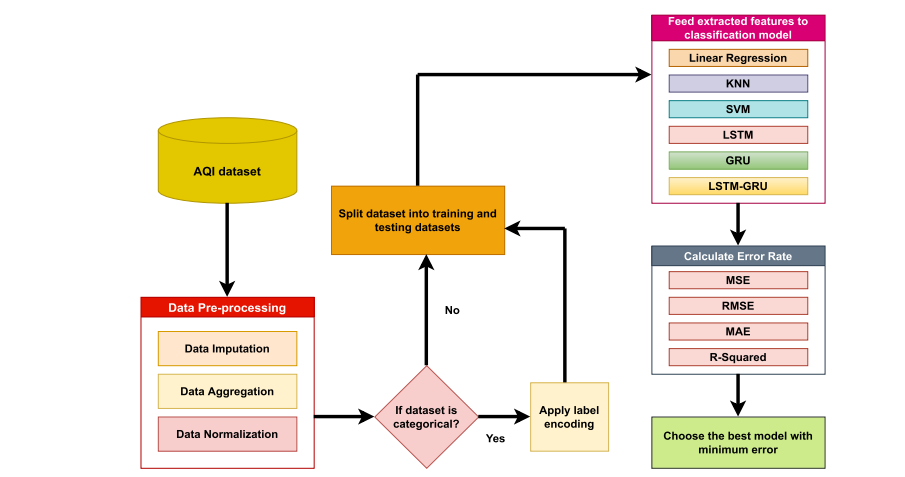 AQI dataset
Data Pre-processing
Data Imputation
Data Aggregation
Data Normalization
If dataset is
categorical?
No
Yes
Apply label
encoding
Split dataset into training and
testing datasets
Feed extracted features to
classification model
Linear Regression
KNN
SVM
LSTM
GRU
LSTM-GRU
Calculate Error Rate
MSE
RMSE
MAE
R-Squared
Choose the best model with
minimum error